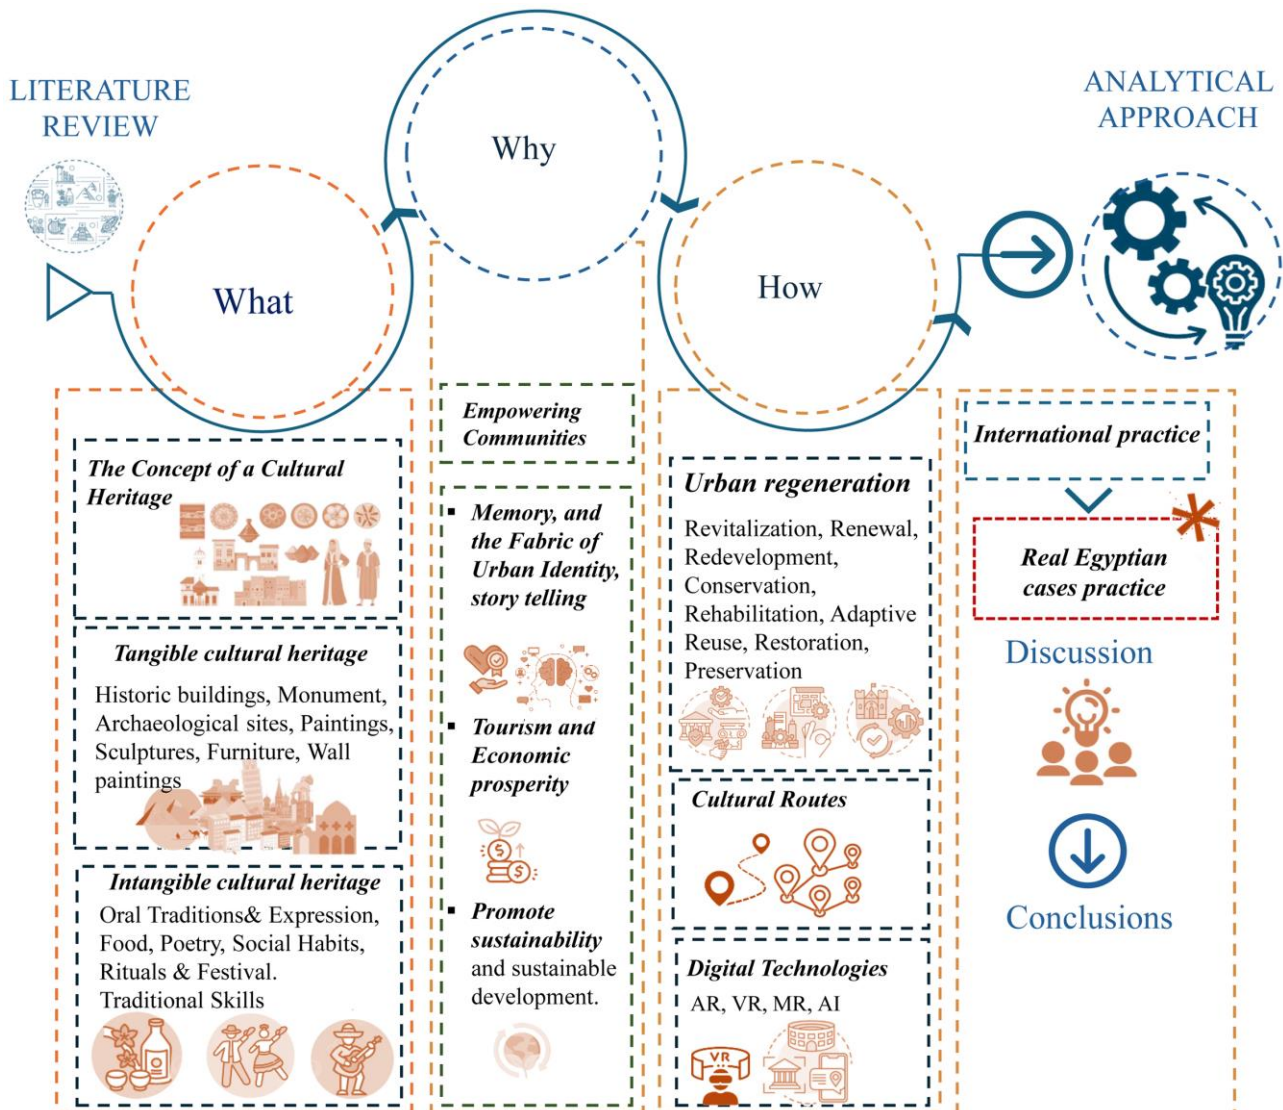 LITERATURE
REVIEW
What
Why
How
ANALYTICAL
APPROACH
The Concept of a Cultural
Heritage
Tangible cultural heritage
Historic buildings, Monument,
Archaeological sites, Paintings,
Sculptures, Furniture, Wall
paintings
Intangible cultural heritage
Oral Traditions& Expression,
Food, Poetry, Social Habits,
Rituals & Festival.
Traditional Skills
Empowering
Communities
▪ Memory, and
the Fabric of
Urban Identity,
story telling
▪ Tourism and
Economic
prosperity
▪ Promote
sustainability
and sustainable
development.
Urban regeneration
Revitalization, Renewal,
Redevelopment,
Conservation,
Rehabilitation, Adaptive
Reuse, Restoration,
Preservation
Cultural Routes
Digital Technologies
AR, VR, MR, AI
VR
International practice
Real Egyptian
cases practice
Discussion
Conclusions